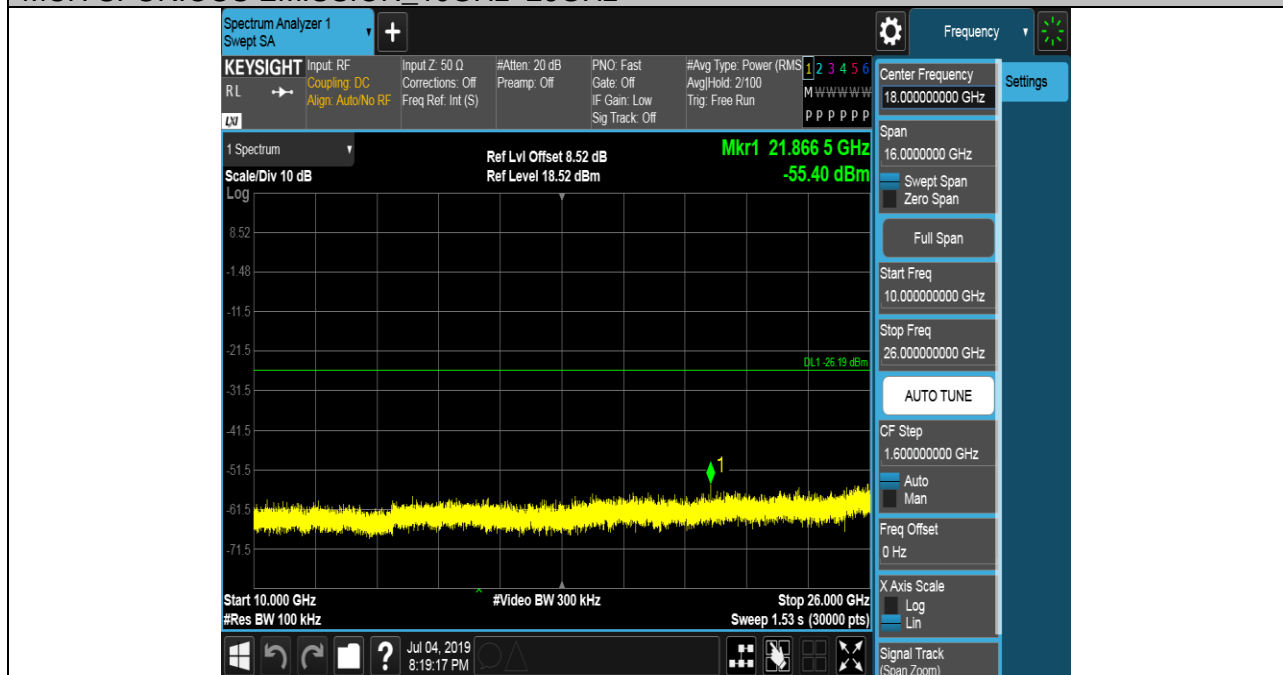 Spectrum Analyzer 1
Swept SA
Frequency
KEYSIGHT
RL
LXI
Input: RF
Coupling: DC
Align: Auto/No RF
Input Z: 50 Ω
Corrections: Off
Freq Ref: Int (S)
#Atten: 20 dB
Preamp: Off
PNO: Fast
Gate: Off
IF Gain: Low
Sig Track: Off
#Avg Type: Power (RMS
Avg|Hold: 2/100
Trig: Free Run
1 2 3 4 5 6
M W W W W W
P P P P P P
1 Spectrum
Scale/Div 10 dB
Ref Lvl Offset 8.52 dB
Ref Level 18.52 dBm
Mkr1 21.866 5 GHz
-55.40 dBm
Log
8.52
-1.48
-11.5
-21.5
DL1 -26.19 dBm
-31.5
-41.5
-51.5
1
-61.5
-71.5
Start 10.000 GHz
#Video BW 300 kHz
Stop 26.000 GHz
#Res BW 100 kHz
Sweep 1.53 s (30000 pts)
Jul 04, 2019
8:19:17 PM
Center Frequency
18.000000000 GHz
Settings
Span
16.0000000 GHz
Swept Span
Zero Span
Full Span
Start Freq
10.000000000 GHz
Stop Freq
26.000000000 GHz
AUTO TUNE
CF Step
1.600000000 GHz
Auto
Man
Freq Offset
0 Hz
X Axis Scale
Log
Lin
Signal Track
(Span Zoom)